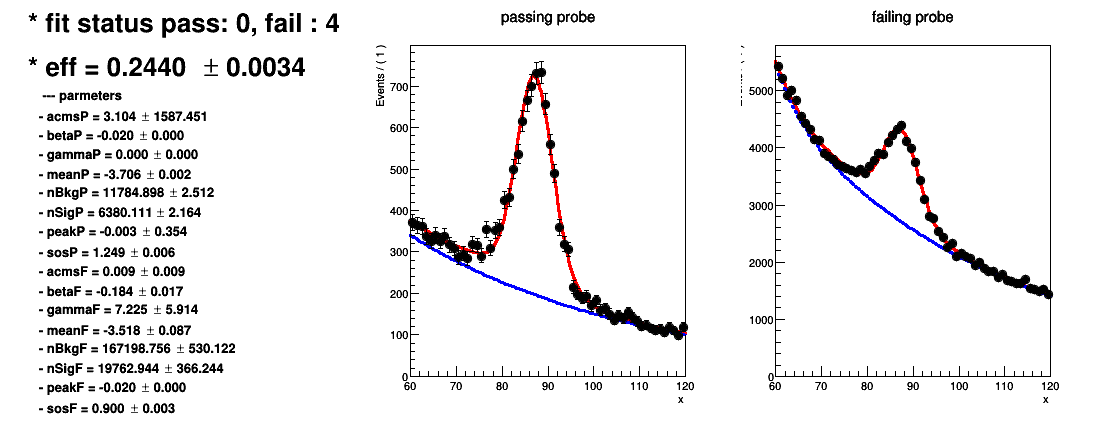 * fit status pass: 0, fail : 4
* eff = 0.2440 ± 0.0034
--- parmeters
- acmsP = 3.104 ± 1587.451
- betaP = -0.020 ± 0.000
- gammaP = 0.000 ± 0.000
- meanP = -3.706 ± 0.002
- nBkgP = 11784.898 ± 2.512
- nSigP = 6380.111 ± 2.164
- peakP = -0.003 ± 0.354
- sosP = 1.249 ± 0.006
- acmsF = 0.009 ± 0.009
- betaF = -0.184 ± 0.017
- gammaF = 7.225 ± 5.914
- meanF = -3.518 ± 0.087
- nBkgF = 167198.756 ± 530.122
- nSigF = 19762.944 ± 366.244
- peakF = -0.020 ± 0.000
- sosF = 0.900 ± 0.003
passing probe
Events / ( 1 )
700
600
500
400
300
200
100
0
60 70 80 90 100 110 120
x
failing probe
5000
4000
3000
2000
1000
0
60 70 80 90 100 110 120
x